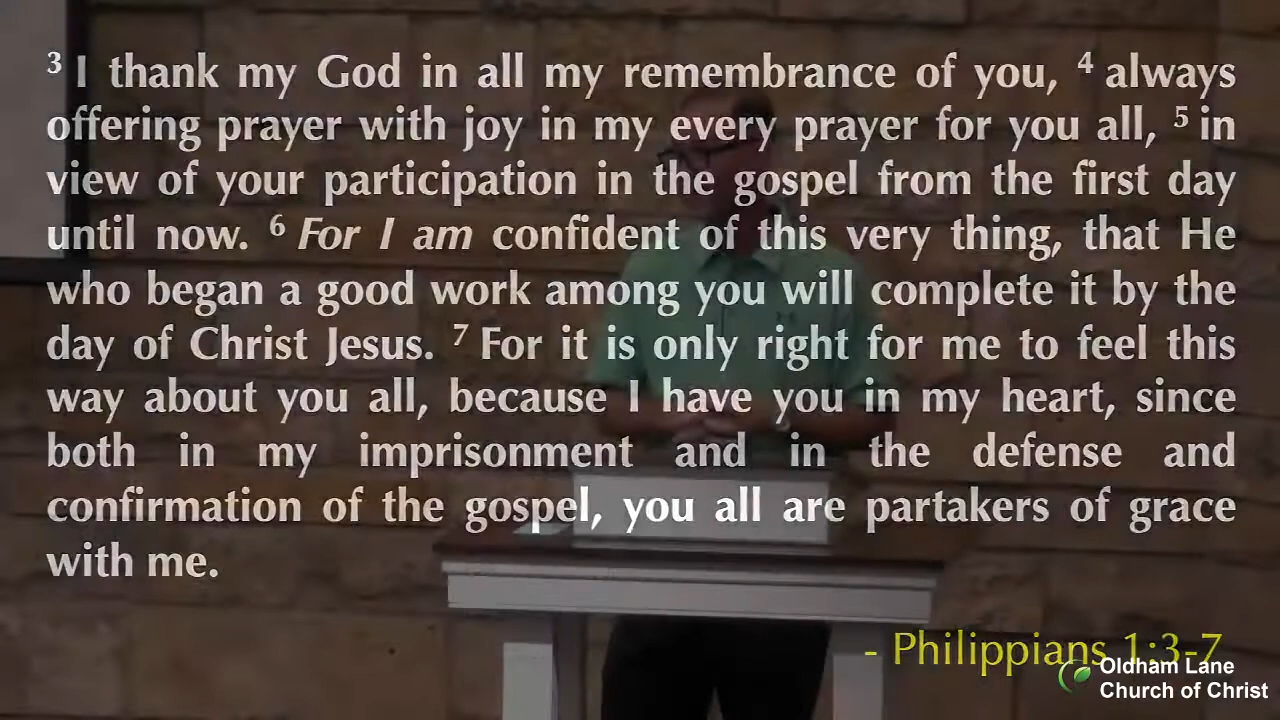 3 I thank my God in all my remembrance of you, 4 always
offering prayer with joy in my every prayer for you all, 5 in
view of your participation in the gospel from the first day
until now. 6 For I am confident of this very thing, that He
who began a good work among you will complete it by the
day of Christ Jesus. 7 For it is only right for me to feel this
way about you all, because I have you in my heart, since
both in my imprisonment and in the defense and
confirmation of the gospel, you all are partakers of grace
with me.
- Philippians 1:3-7
Oldham Lane
Church of Christ